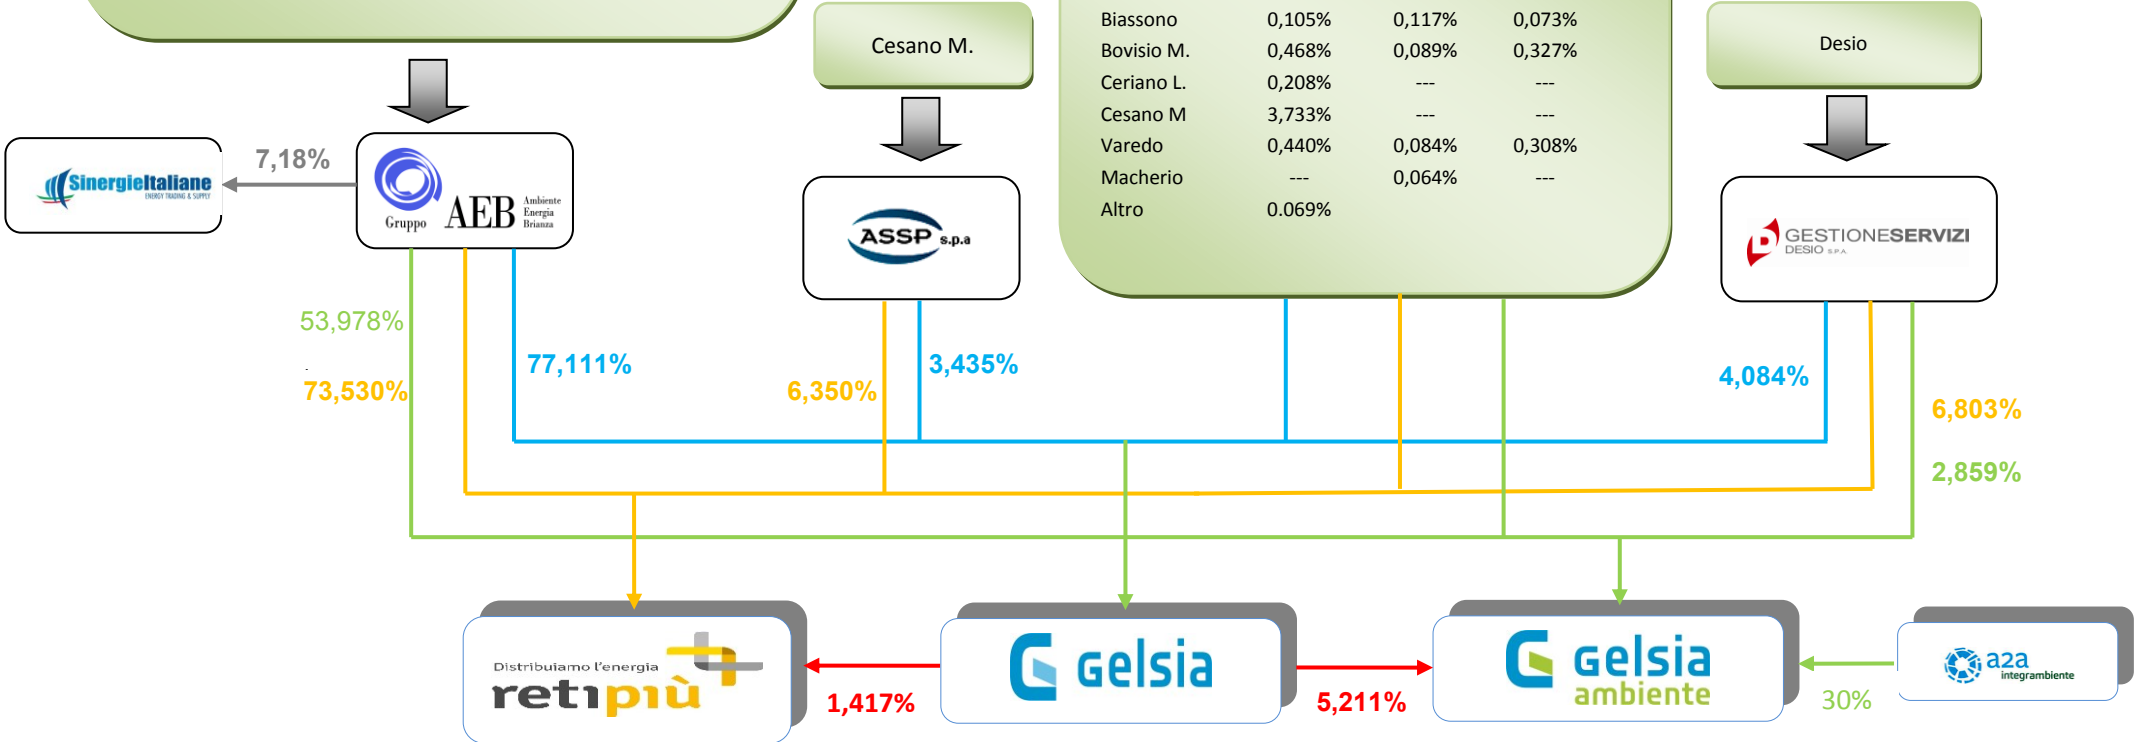 Biassono 0,105% 0,117% 0,073%
Bovisio M. 0,468% 0,089% 0,327%
Ceriano L. 0,208% --- ---
Cesano M 3,733% --- ---
Varedo 0,440% 0,084% 0,308%
Macherio --- 0,064% ---
Altro 0.069%
Cesano M.
Desio
SinergieItaliane
ENERGY TRADING & SUPPLY
7,18%
Gruppo AEB Ambiente
Energia
Brianza
ASSP s.p.a
GESTIONESERVIZI
DESIO S.P.A.
53,978%
73,530%
77,111%
6,350%
3,435%
4,084%
6,803%
2,859%
Distribuiamo l'energia
retipiù
1,417%
Gelsia
5,211%
Gelsia
ambiente
30%
a2a
integrambiente